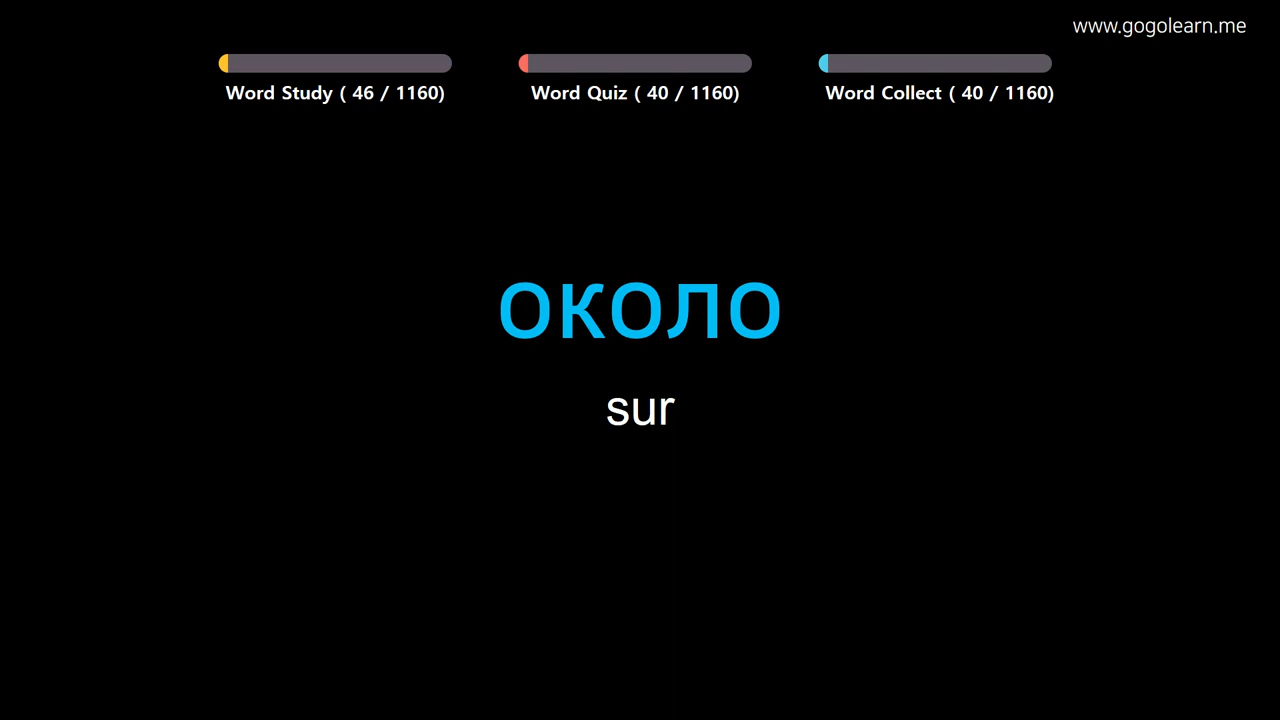 www.gogolearn.me
Word Study ( 46 / 1160)
Word Quiz ( 40 / 1160)
Word Collect ( 40 / 1160)
около
sur